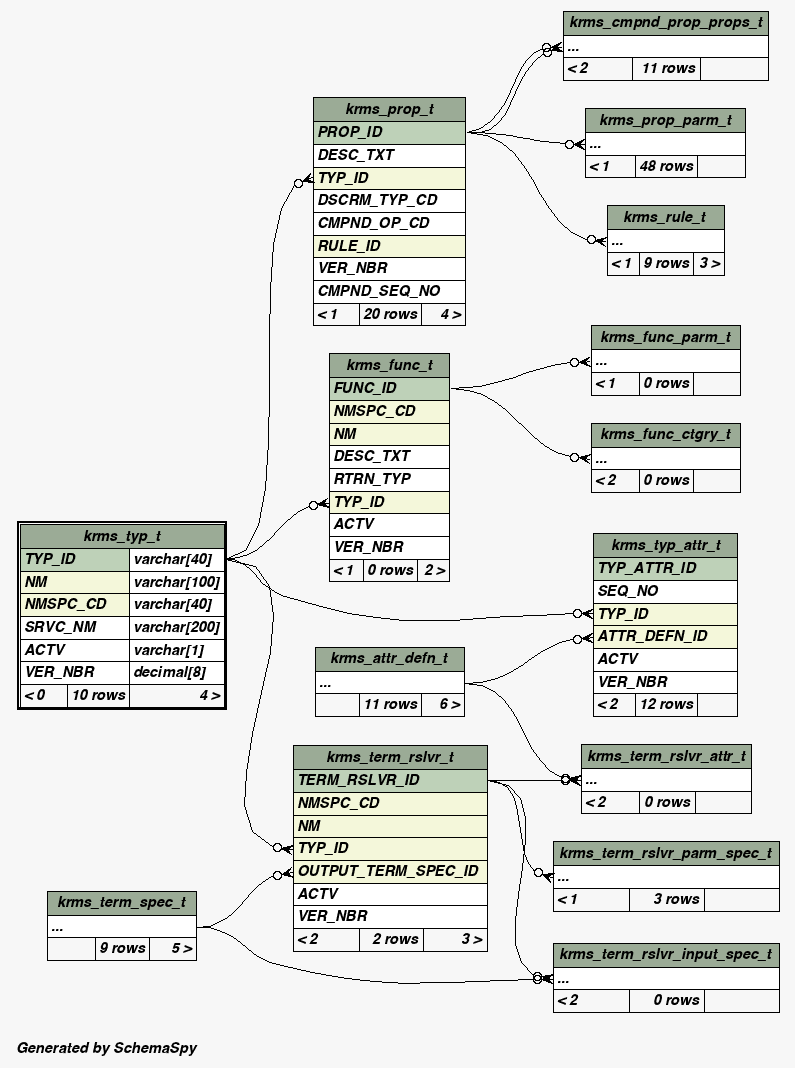 krms_cmpnd_prop_props_t
...
< 2 11 rows
krms_prop_t
PROP_ID
DESC_TXT
TYP_ID
DSCRM_TYP_CD
CMPND_OP_CD
RULE_ID
VER_NBR
CMPND_SEQ_NO
< 1 20 rows 4 >
krms_prop_parm_t
...
< 1 48 rows
krms_rule_t
...
< 1 9 rows 3 >
krms_func_t
FUNC_ID
NMSPC_CD
NM
DESC_TXT
RTRN_TYP
TYP_ID
ACTV
VER_NBR
< 1 0 rows 2 >
krms_func_parm_t
...
< 1 0 rows
krms_func_ctgry_t
...
< 2 0 rows
krms_typ_t
TYP_ID varchar[40]
NM varchar[100]
NMSPC_CD varchar[40]
SRVC_NM varchar[200]
ACTV varchar[1]
VER_NBR decimal[8]
< 0 10 rows 4 >
krms_typ_attr_t
TYP_ATTR_ID
SEQ_NO
TYP_ID
ATTR_DEFN_ID
ACTV
VER_NBR
< 2 12 rows
krms_attr_defn_t
...
11 rows 6 >
krms_term_rslvr_t
TERM_RSLVR_ID
NMSPC_CD
NM
TYP_ID
OUTPUT_TERM_SPEC_ID
ACTV
VER_NBR
< 2 2 rows 3 >
krms_term_rslvr_attr_t
...
< 2 0 rows
krms_term_rslvr_parm_spec_t
...
< 1 3 rows
krms_term_spec_t
...
9 rows 5 >
krms_term_rslvr_input_spec_t
...
< 2 0 rows
Generated by SchemaSpy